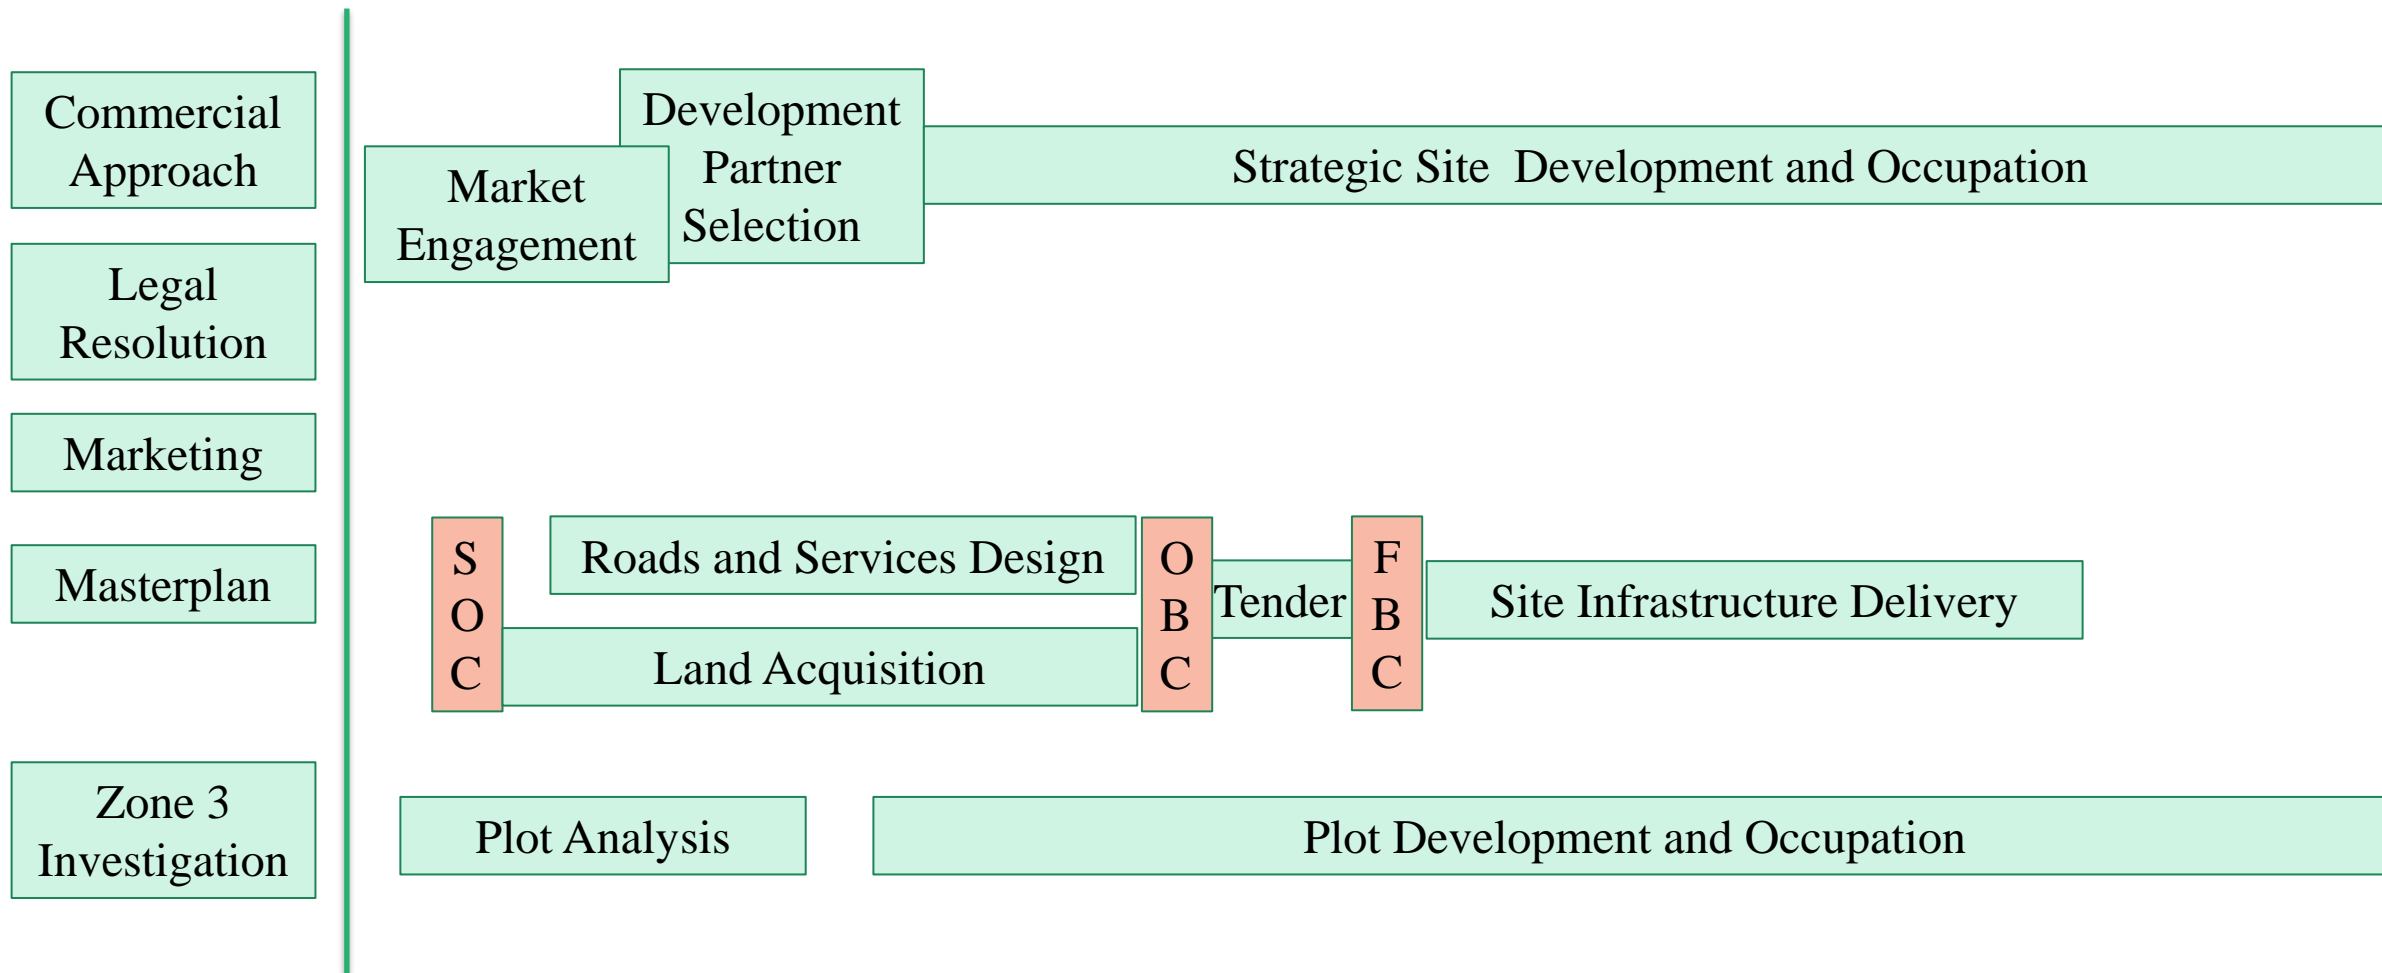 Commercial
Approach
Legal
Resolution
Marketing
Masterplan
Zone 3
Investigation
Market
Engagement
Development
Partner
Selection
Strategic Site  Development and Occupation
S
O
C
Roads and Services Design
Land Acquisition
O
B
C
Tender
F
B
C
Site Infrastructure Delivery
Plot Analysis
Plot Development and Occupation